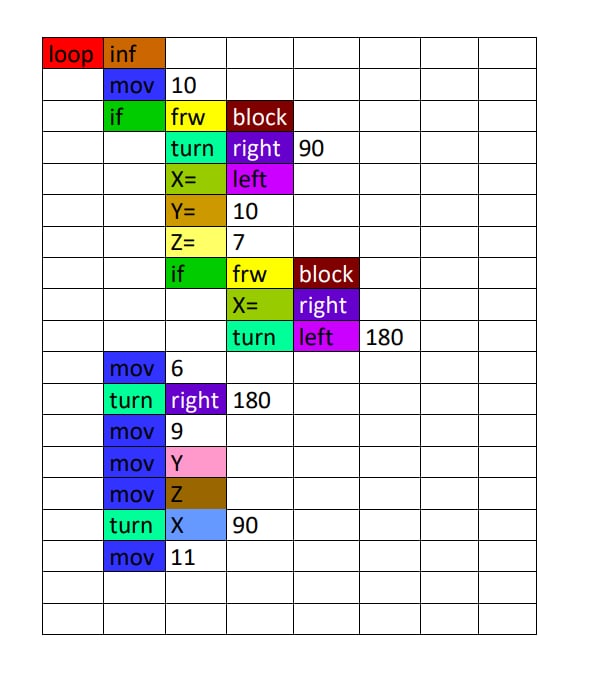 loop inf
mov 10
if frw block
turn right 90
X= left
Y= 10
Z= 7
if frw block
X= right
turn left 180
mov 6
turn right 180
mov 9
mov Y
mov Z
turn X 90
mov 11